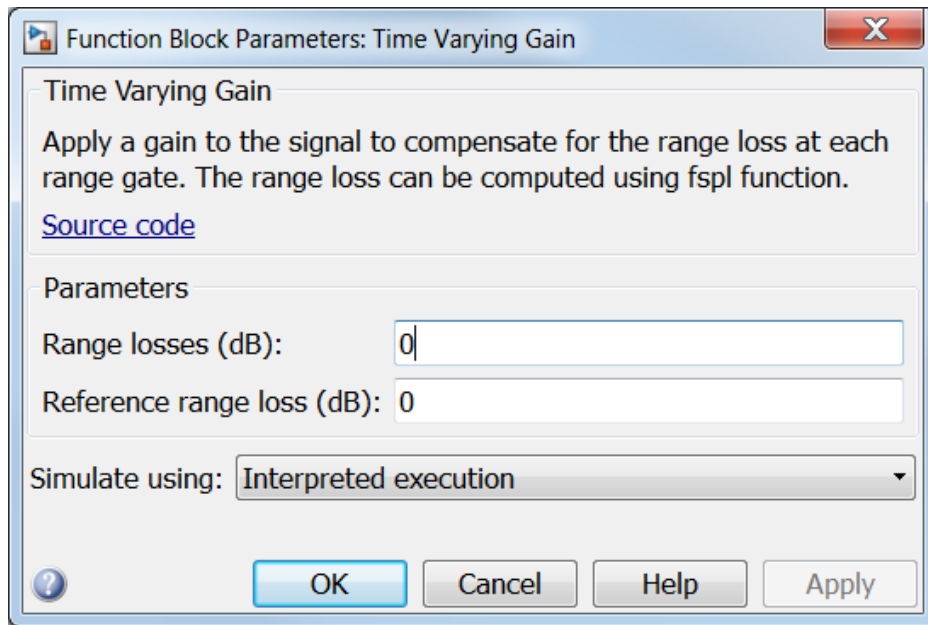 Function Block Parameters: Time Varying Gain
Time Varying Gain
Apply a gain to the signal to compensate for the range loss at each
range gate. The range loss can be computed using fspl function.
Source code
Parameters
Range losses (dB): 0
Reference range loss (dB): 0
Simulate using: Interpreted execution
? OK Cancel Help Apply